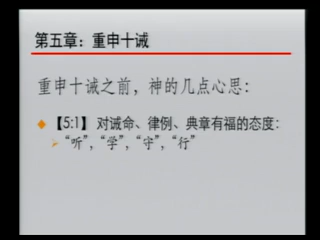 第五章：重申十诫
重申十诫之前，神的几点心思：
【5:1】 对诫命、律例、典章有福的态度：
“听”，“学”，“守”，“行”